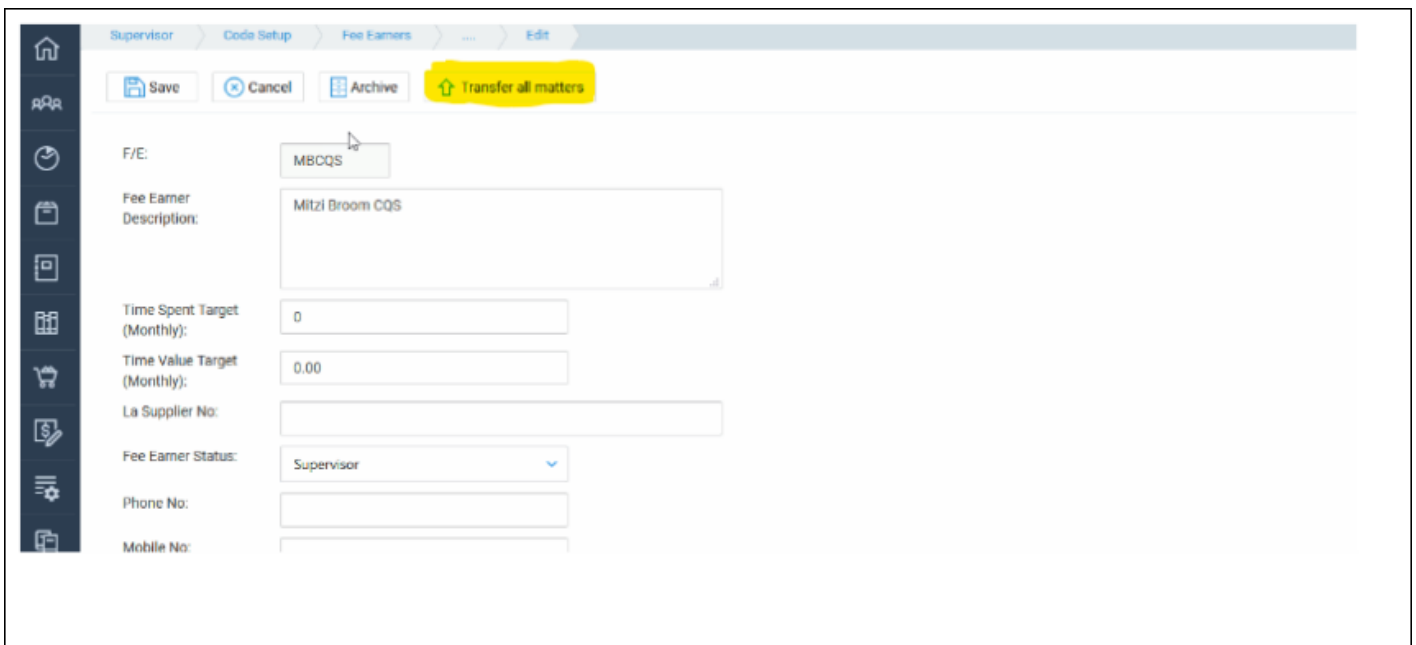 Supervisor Code Setup Fee Earners .... Edit
Save Cancel Archive Transfer all matters
F/E: MBCQS
Fee Earner
Description:
Mitzi Broom CQS
Time Spent Target
(Monthly):
0
Time Value Target
(Monthly):
0.00
La Supplier No:
Fee Earner Status: Supervisor
Phone No:
Mobile No: